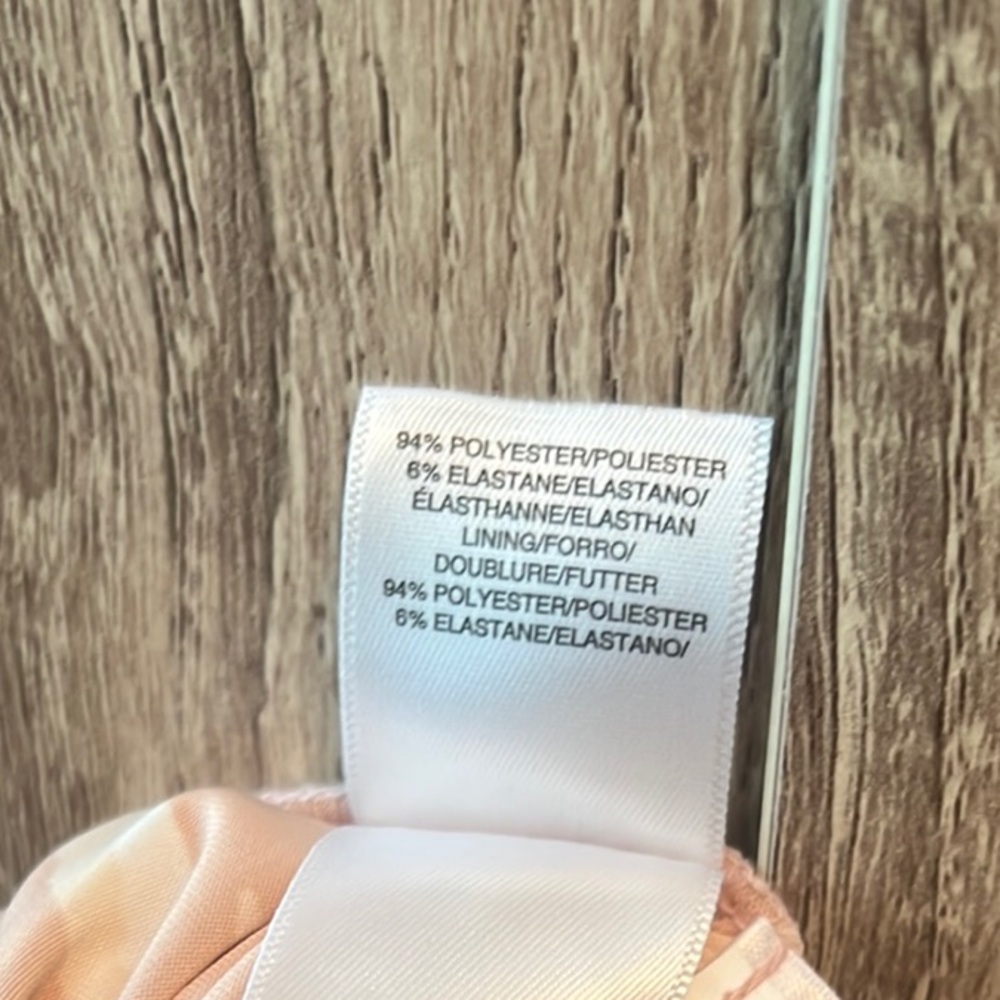 94% POLYESTER/POLIESTER
6% ELASTANE/ELASTANO/
ÉLASTHANNE/ELASTHAN
LINING/FORRO/
DOUBLURE/FUTTER
94% POLYESTER/POLIESTER
6% ELASTANE/ELASTANO/